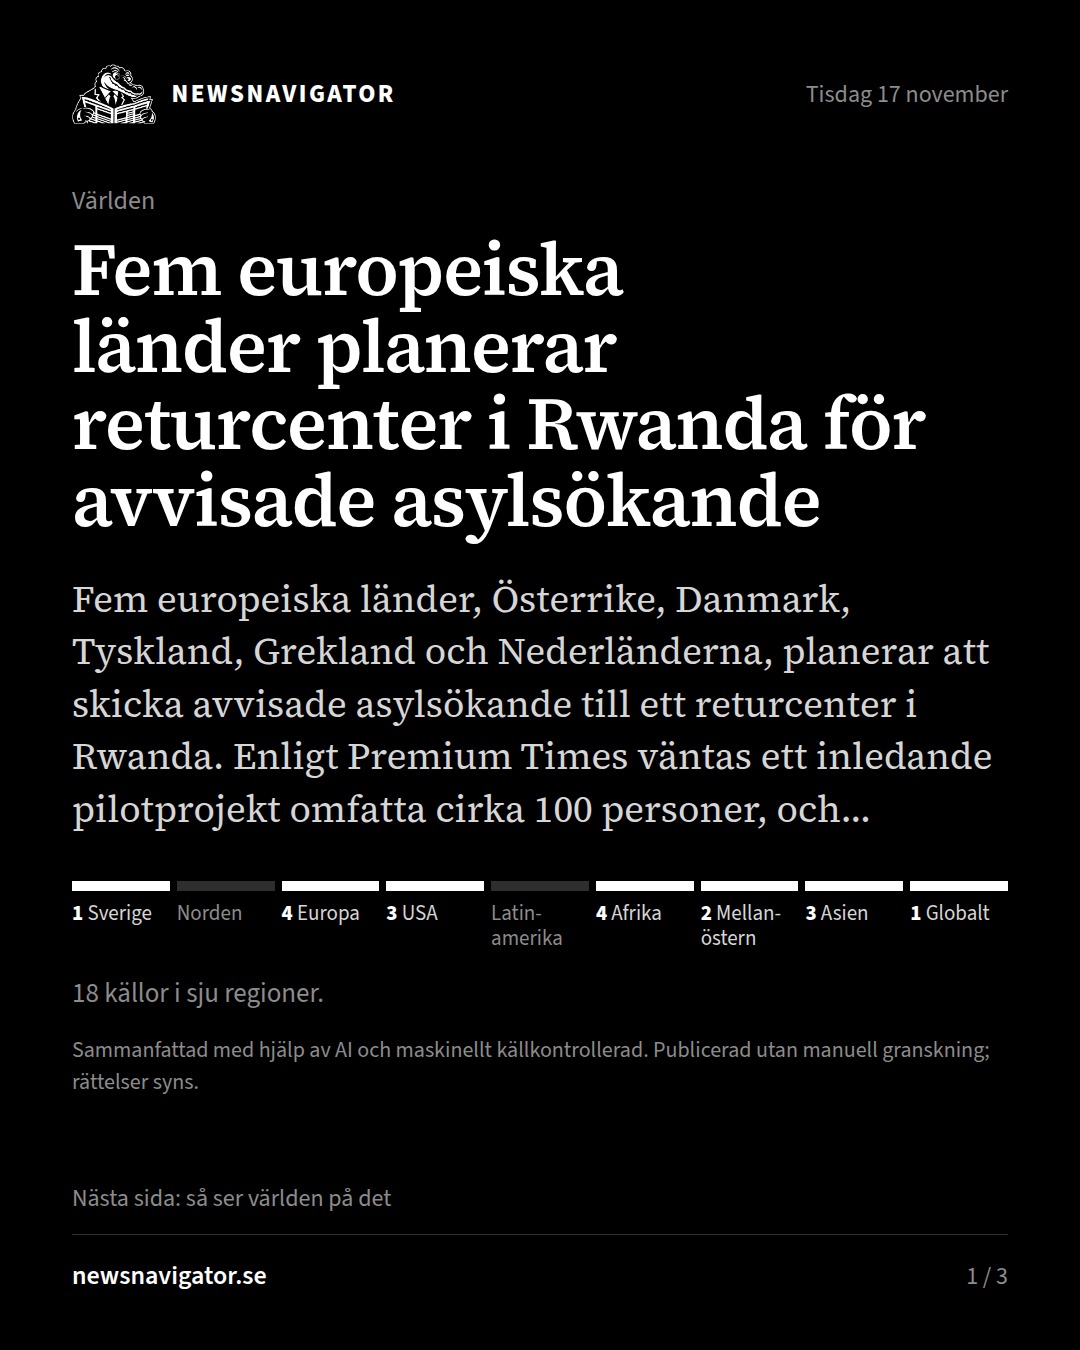 NEWSNAVIGATOR
Tisdag 17 november
Världen
Fem europeiska
länder planerar
returcenter i Rwanda för
avvisade asylsökande
Fem europeiska länder, Österrike, Danmark,
Tyskland, Grekland och Nederländerna, planerar att
skicka avvisade asylsökande till ett returcenter i
Rwanda. Enligt Premium Times väntas ett inledande
pilotprojekt omfatta cirka 100 personer, och...
1 Sverige
Norden
4 Europa
3 USA
Latin-
amerika
4 Afrika
2 Mellan-
östern
3 Asien
1 Globalt
18 källor i sju regioner.
Sammanfattad med hjälp av AI och maskinellt källkontrollerad. Publicerad utan manuell granskning;
rättelser syns.
Nästa sida: så ser världen på det
newsnavigator.se
1 / 3